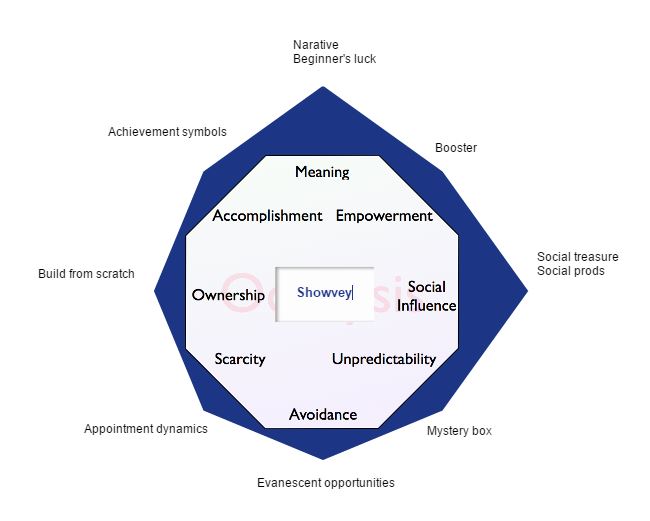 Narative
Beginner's luck
Achievement symbols
Booster
Meaning
Accomplishment
Empowerment
Social treasure
Social prods
Build from scratch
Ownership
Showvey
Social
Influence
Scarcity
Unpredictability
Avoidance
Appointment dynamics
Mystery box
Evanescent opportunities